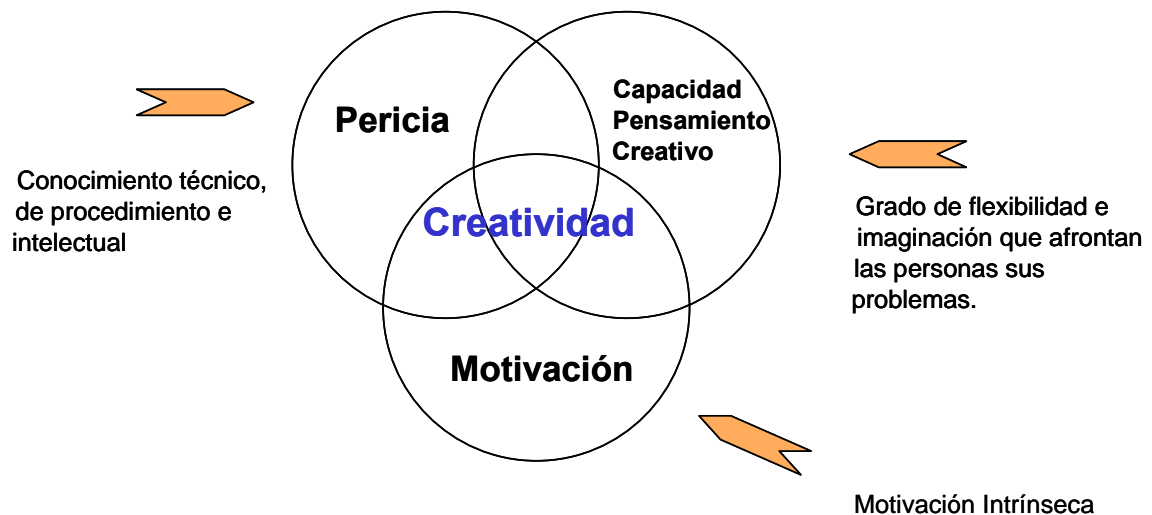 Pericia
Capacidad
Pensamiento
Creativo
Conocimiento técnico,
de procedimiento e
intelectual
Creatividad
Grado de flexibilidad e
imaginación que afrontan
las personas sus
problemas.
Motivación
Motivación Intrínseca